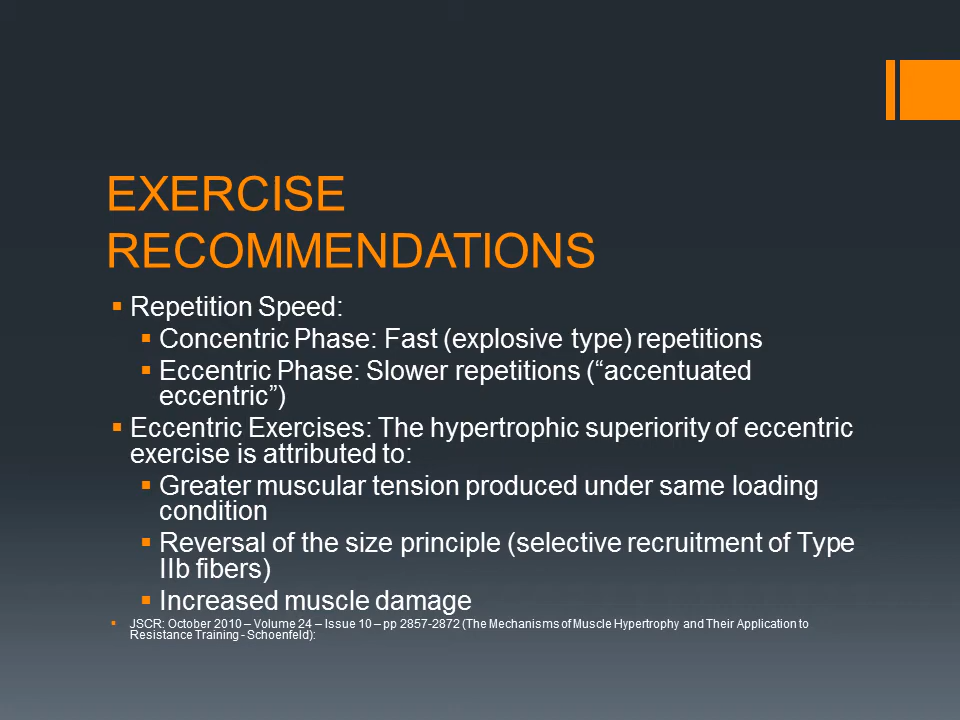 EXERCISE
RECOMMENDATIONS
▪ Repetition Speed:
▪ Concentric Phase: Fast (explosive type) repetitions
▪ Eccentric Phase: Slower repetitions (“accentuated
eccentric”)
▪ Eccentric Exercises: The hypertrophic superiority of eccentric
exercise is attributed to:
▪ Greater muscular tension produced under same loading
condition
▪ Reversal of the size principle (selective recruitment of Type
IIb fibers)
▪ Increased muscle damage
▪ JSCR: October 2010 – Volume 24 – Issue 10 – pp 2857-2872 (The Mechanisms of Muscle Hypertrophy and Their Application to
Resistance Training - Schoenfeld):